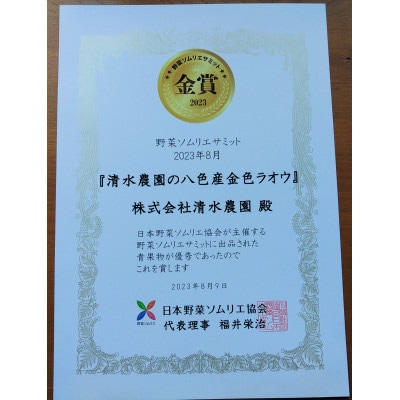 野菜ソムリエサミット
金賞
2023
野菜ソムリエサミット
2023年8月
『清水農園の八色産金色ラオウ』
株式会社清水農園 殿
日本野菜ソムリエ協会が主催する
野菜ソムリエサミットに出品された
青果物が優秀であったので
これを賞します
2023年8月9日
日本野菜ソムリエ協会
代表理事 福井栄治